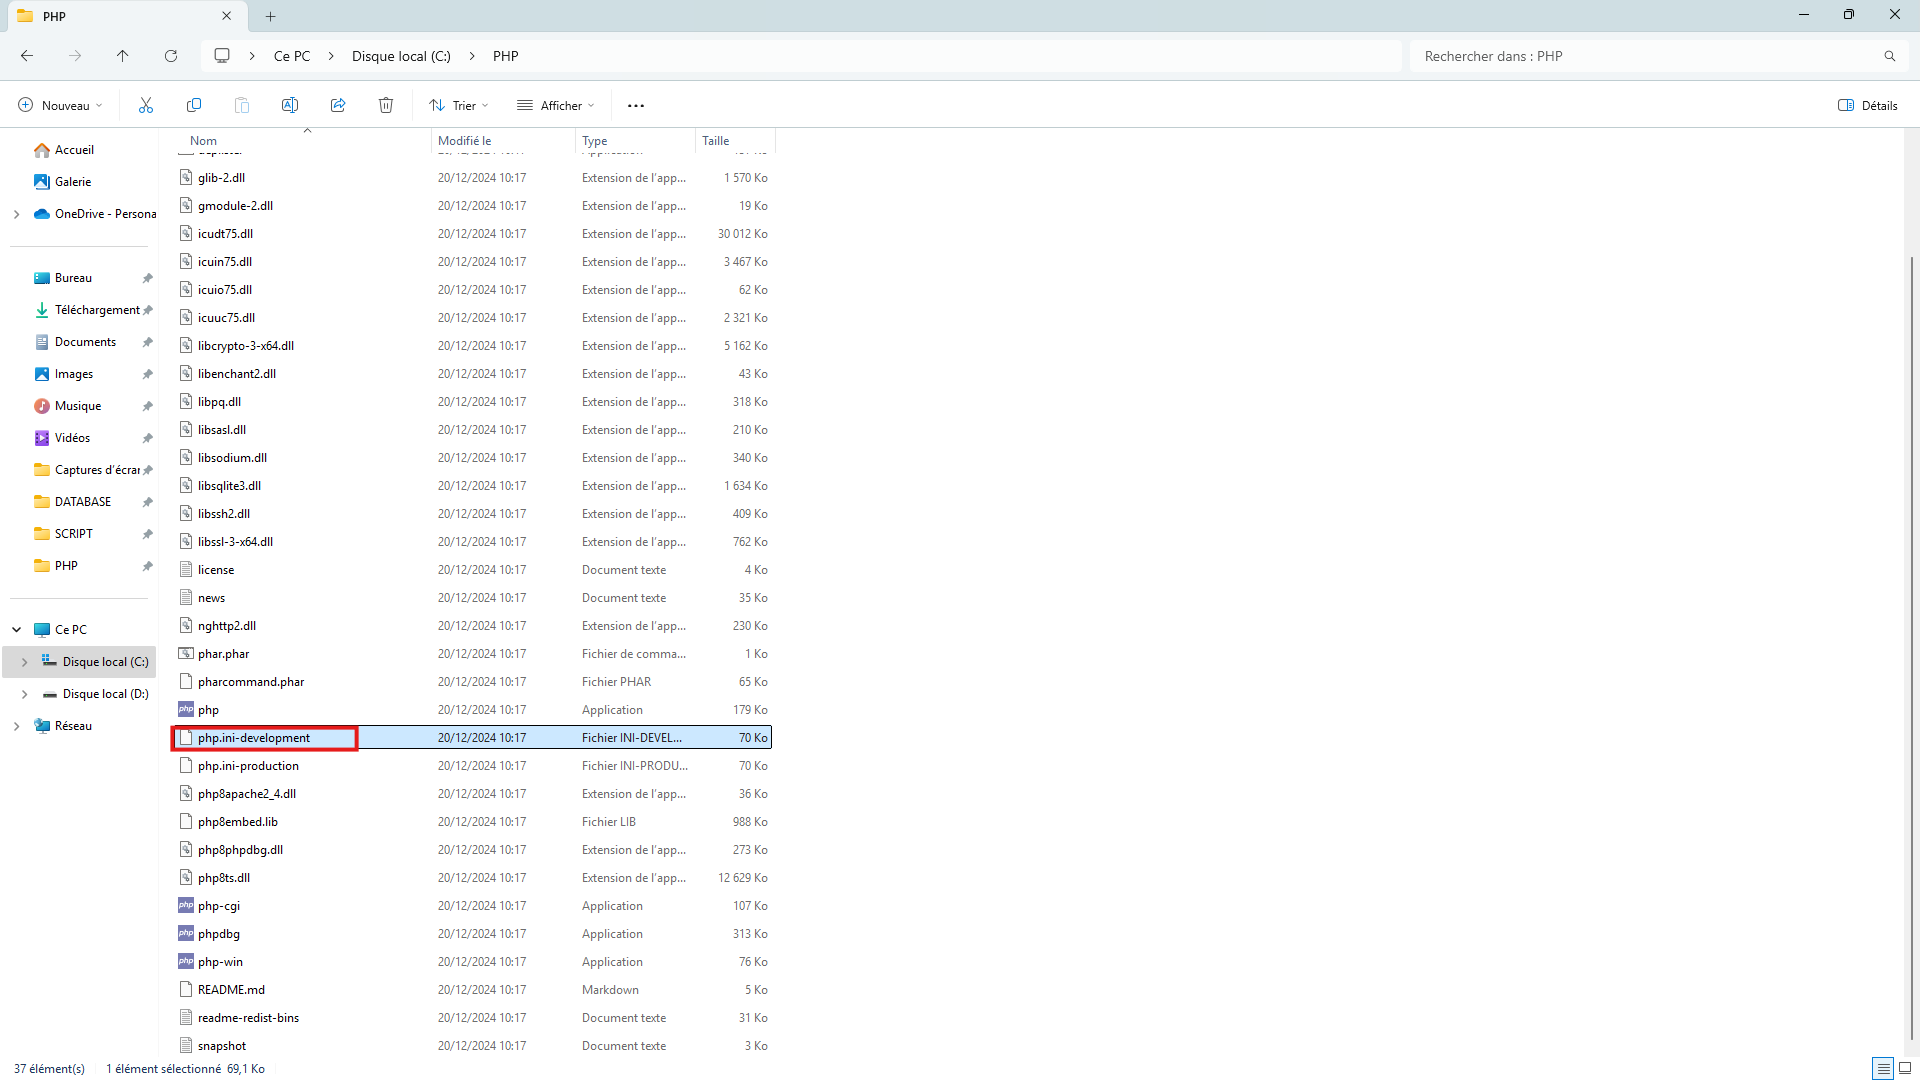 PHP
Ce PC > Disque local (C:) > PHP
Rechercher dans : PHP
Nouveau
Trier
Afficher
Détails
Nom Modifié le Type Taille
glib-2.dll 20/12/2024 10:17 Extension de l'app... 1 570 Ko
gmodule-2.dll 20/12/2024 10:17 Extension de l'app... 19 Ko
icudt75.dll 20/12/2024 10:17 Extension de l'app... 30 012 Ko
icuin75.dll 20/12/2024 10:17 Extension de l'app... 3 467 Ko
icuio75.dll 20/12/2024 10:17 Extension de l'app... 62 Ko
icuuc75.dll 20/12/2024 10:17 Extension de l'app... 2 321 Ko
libcrypto-3-x64.dll 20/12/2024 10:17 Extension de l'app... 5 162 Ko
libenchant2.dll 20/12/2024 10:17 Extension de l'app... 43 Ko
libpq.dll 20/12/2024 10:17 Extension de l'app... 318 Ko
libsasl.dll 20/12/2024 10:17 Extension de l'app... 210 Ko
libsodium.dll 20/12/2024 10:17 Extension de l'app... 340 Ko
libsqlite3.dll 20/12/2024 10:17 Extension de l'app... 1 634 Ko
libssh2.dll 20/12/2024 10:17 Extension de l'app... 409 Ko
libssl-3-x64.dll 20/12/2024 10:17 Extension de l'app... 762 Ko
license 20/12/2024 10:17 Document texte 4 Ko
news 20/12/2024 10:17 Document texte 35 Ko
nghttp2.dll 20/12/2024 10:17 Extension de l'app... 230 Ko
phar.phar 20/12/2024 10:17 Fichier de comma... 1 Ko
pharcommand.phar 20/12/2024 10:17 Fichier PHAR 65 Ko
php 20/12/2024 10:17 Application 179 Ko
php.ini-development 20/12/2024 10:17 Fichier INI-DEVEL... 70 Ko
php.ini-production 20/12/2024 10:17 Fichier INI-PRODU... 70 Ko
php8apache2_4.dll 20/12/2024 10:17 Extension de l'app... 36 Ko
php8embed.lib 20/12/2024 10:17 Fichier LIB 988 Ko
php8phpdbg.dll 20/12/2024 10:17 Extension de l'app... 273 Ko
php8ts.dll 20/12/2024 10:17 Extension de l'app... 12 629 Ko
php-cgi 20/12/2024 10:17 Application 107 Ko
phpdbg 20/12/2024 10:17 Application 313 Ko
php-win 20/12/2024 10:17 Application 76 Ko
README.md 20/12/2024 10:17 Markdown 5 Ko
readme-redist-bins 20/12/2024 10:17 Document texte 31 Ko
snapshot 20/12/2024 10:17 Document texte 3 Ko
Accueil
Galerie
OneDrive - Persona
Bureau
Téléchargement
Documents
Images
Musique
Vidéos
Captures d'écrar
DATABASE
SCRIPT
PHP
Ce PC
Disque local (C:)
Disque local (D:)
Réseau
37 élément(s) 1 élément sélectionné 69,1 Ko